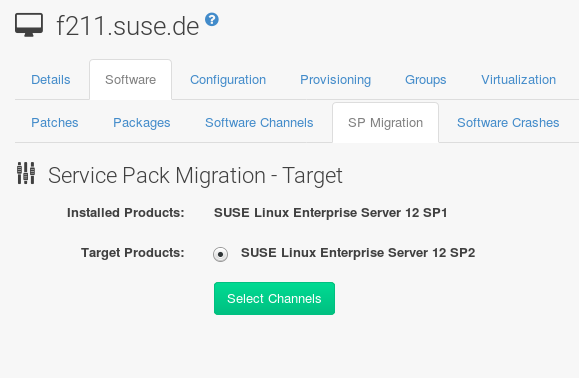 f211.suse.de ?
Details Software Configuration Provisioning Groups Virtualization
Patches Packages Software Channels SP Migration Software Crashes
Service Pack Migration - Target
Installed Products: SUSE Linux Enterprise Server 12 SP1
Target Products: SUSE Linux Enterprise Server 12 SP2
Select Channels